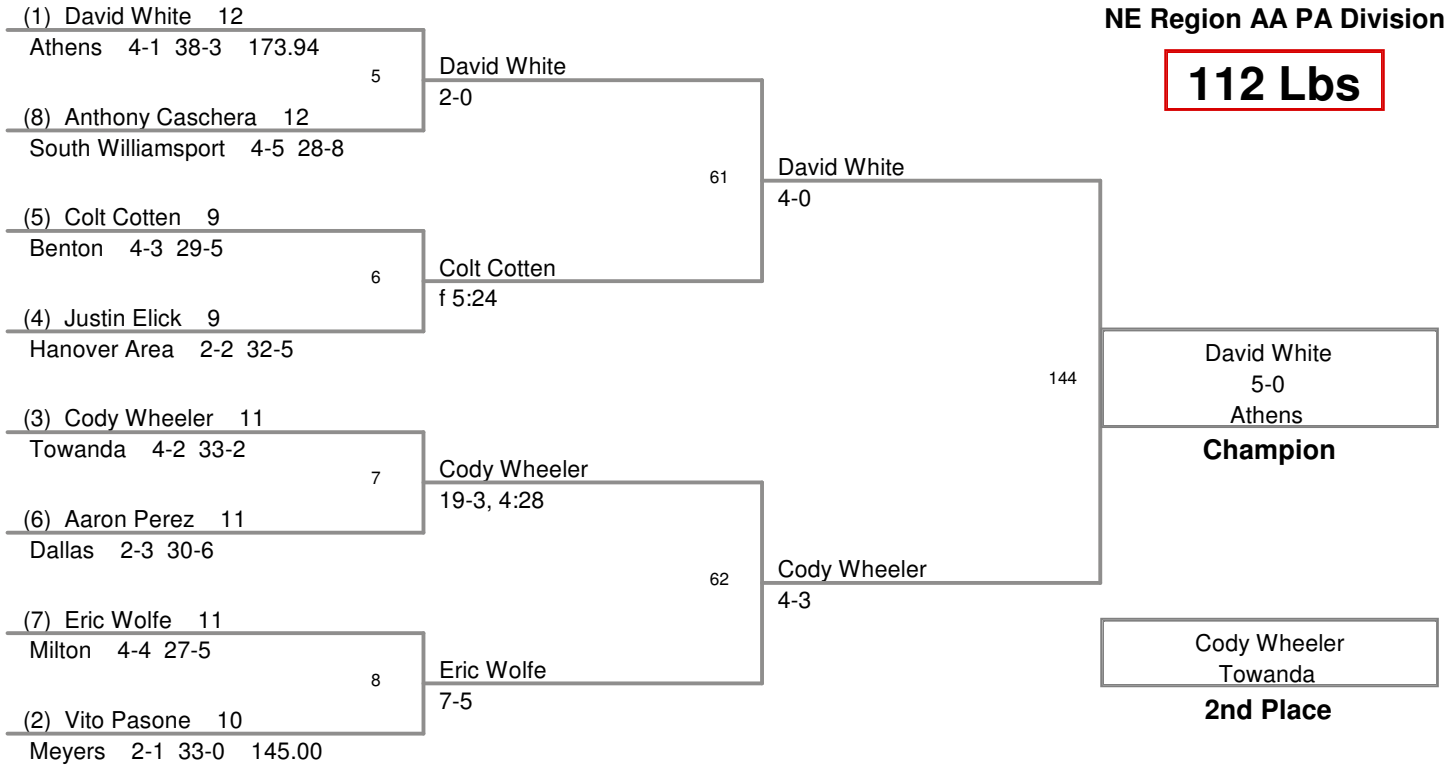 NE Region AA PA Division
112 Lbs
(1) David White 12
Athens 4-1 38-3 173.94
5
David White
2-0
(8) Anthony Caschera 12
South Williamsport 4-5 28-8
61
David White
4-0
(5) Colt Cotten 9
Benton 4-3 29-5
6
Colt Cotten
f 5:24
(4) Justin Elick 9
Hanover Area 2-2 32-5
144
David White
5-0
Athens
Champion
(3) Cody Wheeler 11
Towanda 4-2 33-2
7
Cody Wheeler
19-3, 4:28
(6) Aaron Perez 11
Dallas 2-3 30-6
62
Cody Wheeler
4-3
(7) Eric Wolfe 11
Milton 4-4 27-5
8
Eric Wolfe
7-5
(2) Vito Pasone 10
Meyers 2-1 33-0 145.00
Cody Wheeler
Towanda
2nd Place